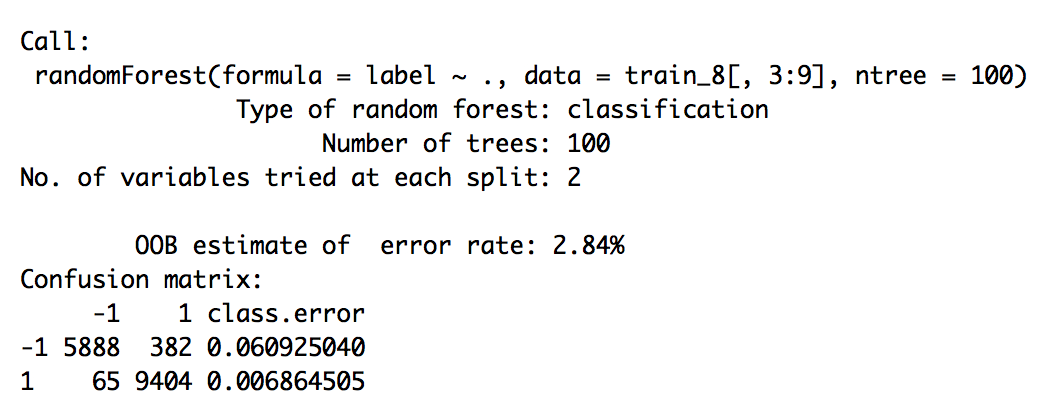 Call:
 randomForest(formula = label ~ ., data = train_8[, 3:9], ntree = 100)
               Type of random forest: classification
                     Number of trees: 100
No. of variables tried at each split: 2

        OOB estimate of  error rate: 2.84%
Confusion matrix:
     -1    1 class.error
-1 5888  382 0.060925040
1    65 9404 0.006864505